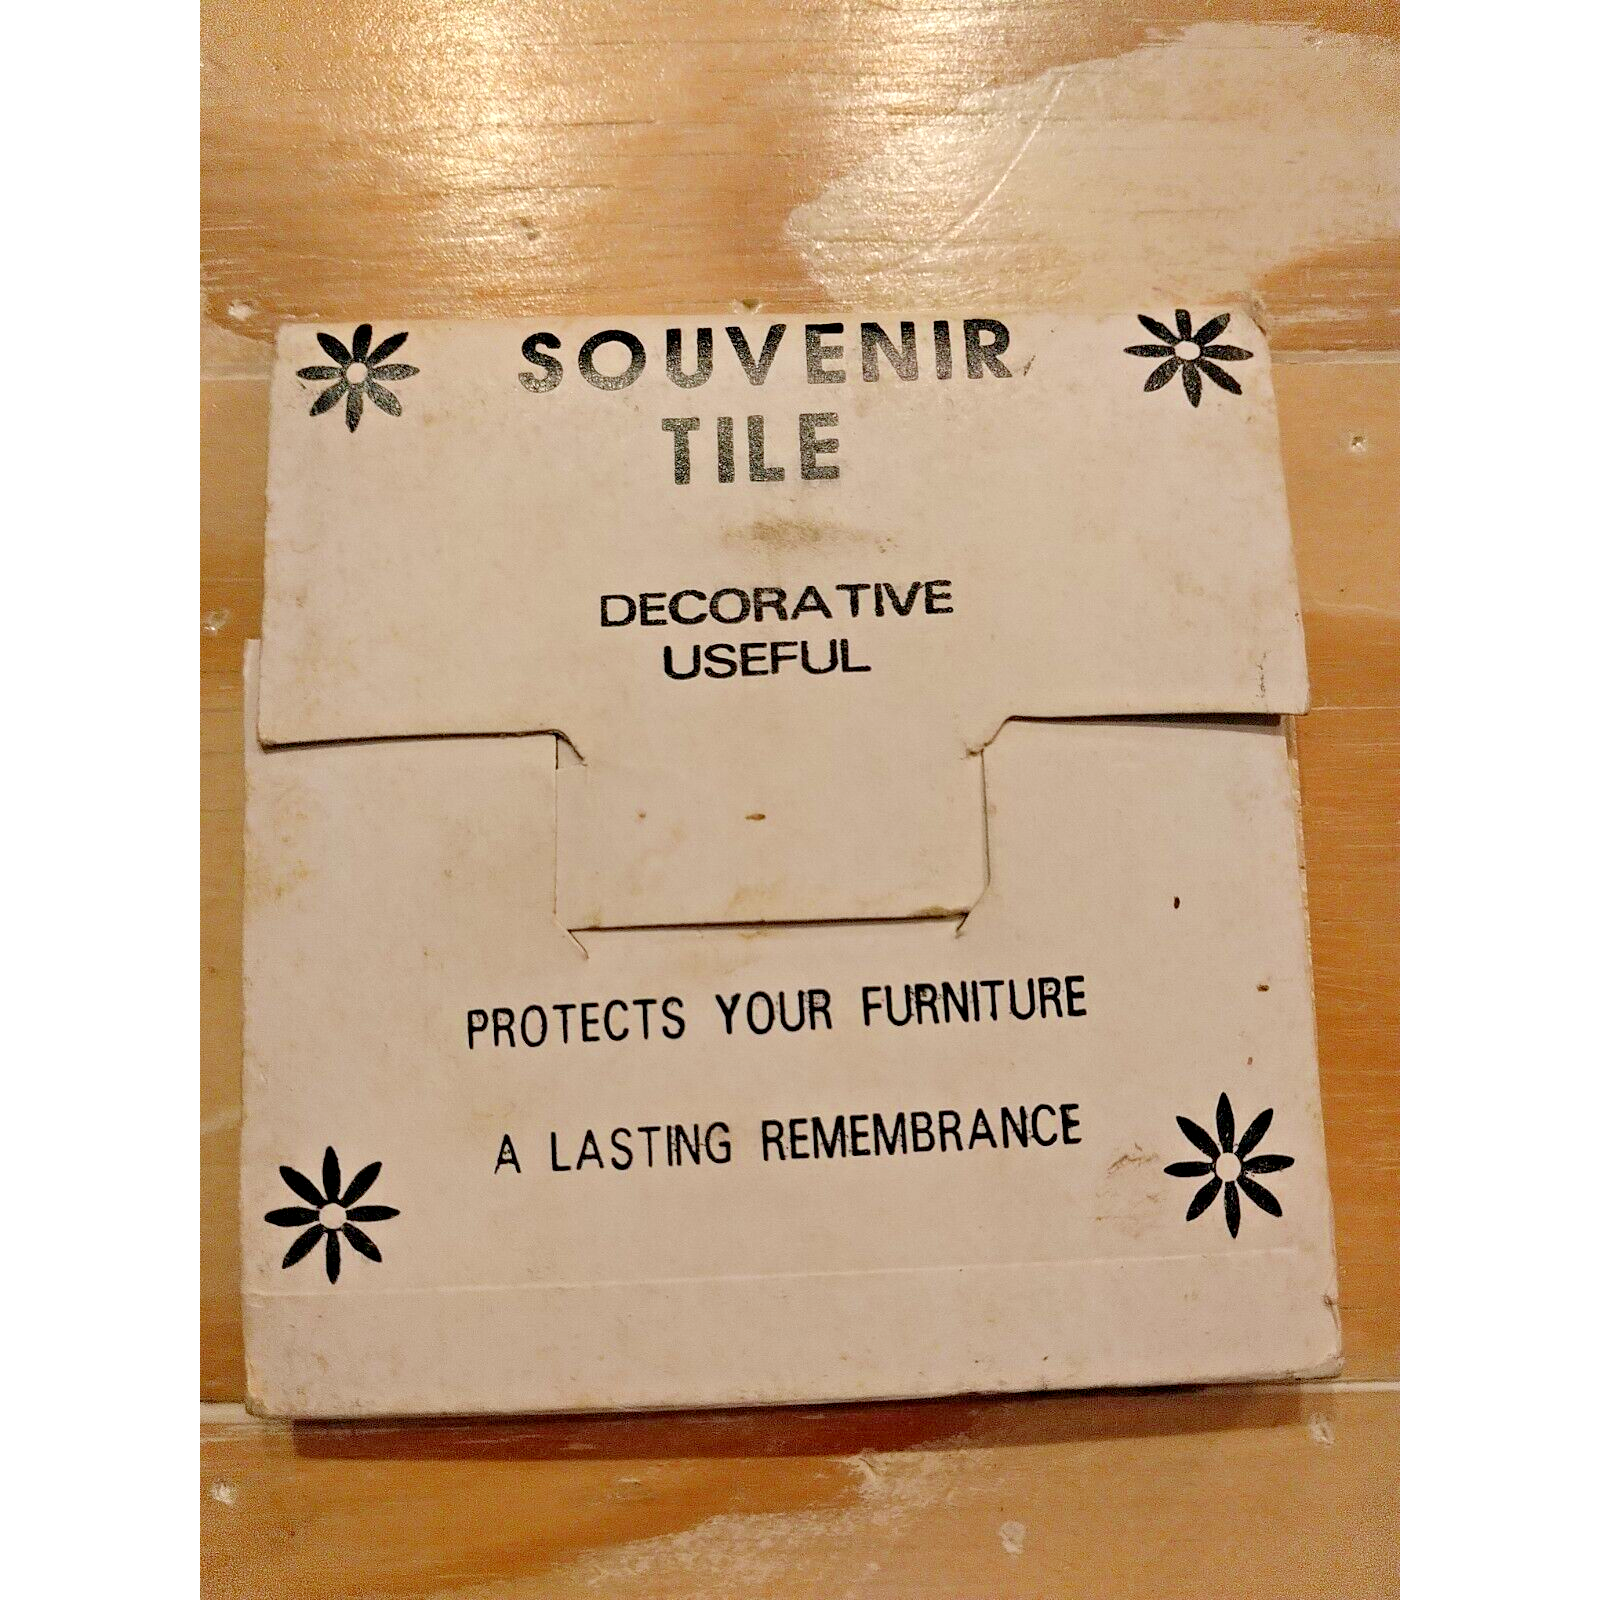 SOUVENIR
TILE
DECORATIVE
USEFUL
PROTECTS YOUR FURNITURE
A LASTING REMEMBRANCE